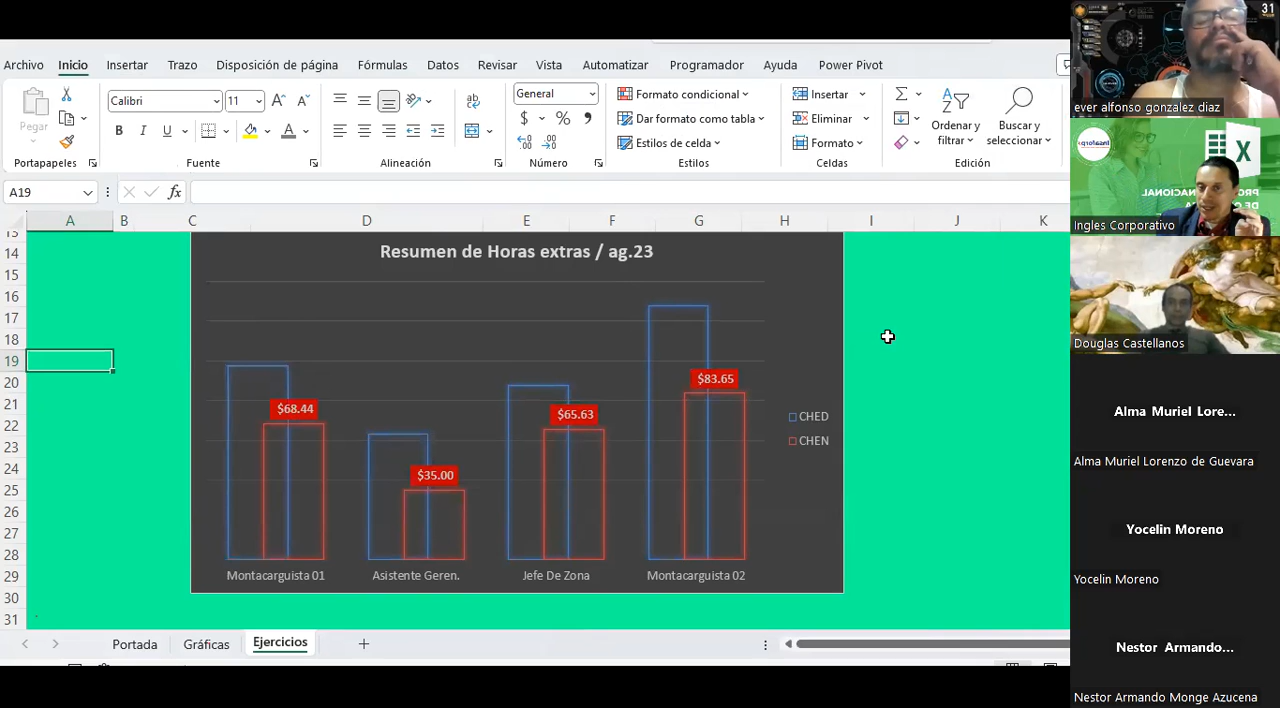 Archivo Inicio Insertar Trazo Disposición de página Fórmulas Datos Revisar Vista Automatizar Programador Ayuda Power Pivot
Pegar
Portapapeles
Calibri 11
N K S
Fuente
Alineación
General
$ % 
Número
Formato condicional
Dar formato como tabla
Estilos de celda
Estilos
Insertar
Eliminar
Formato
Celdas
Ordenar y filtrar
Buscar y seleccionar
Edición
A19
fx
A B C D E F G H I J K
14
15
16
17
18
19
20
21
22
23
24
25
26
27
28
29
30
31
Resumen de Horas extras / ag.23
$68.44
$35.00
$65.63
$83.65
CHED
CHEN
Montacarguista 01 Asistente Geren. Jefe De Zona Montacarguista 02
Portada Gráficas Ejercicios
31
ever alfonso gonzalez diaz
Ingles Corporativo
Douglas Castellanos
Alma Muriel Lore...
Alma Muriel Lorenzo de Guevara
Yocelin Moreno
Yocelin Moreno
Nestor Armando...
Nestor Armando Monge Azucena